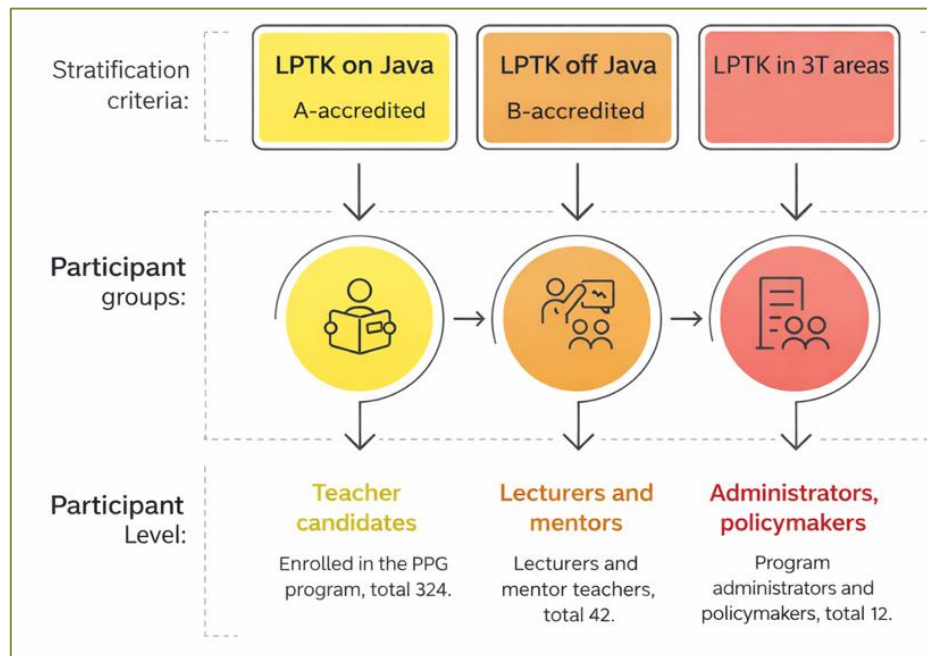 Stratification
criteria:
LPTK on Java
A-accredited
LPTK off Java
B-accredited
LPTK in 3T areas
Participant
groups:
Participant
Level:
Teacher
candidates
Enrolled in the PPG
program, total 324.
Lecturers and
mentors
Lecturers and
mentor teachers,
total 42.
Administrators,
policymakers
Program
administrators and
policymakers, total 12.